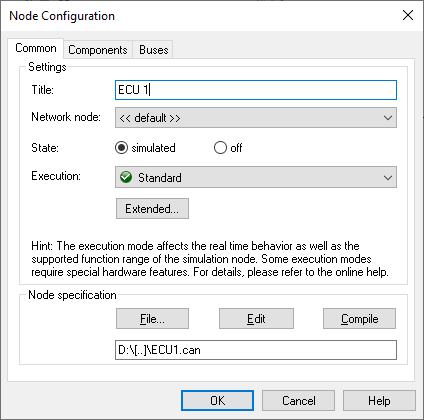 Node Configuration
Common Components Buses
Settings
Title: ECU 1
Network node: << default >>
State: simulated off
Execution: Standard
Extended...
Hint: The execution mode affects the real time behavior as well as the
supported function range of the simulation node. Some execution modes
require special hardware features. For details, please refer to the online help.
Node specification
File... Edit Compile
D:\[..]\ECU1.can
OK Cancel Help